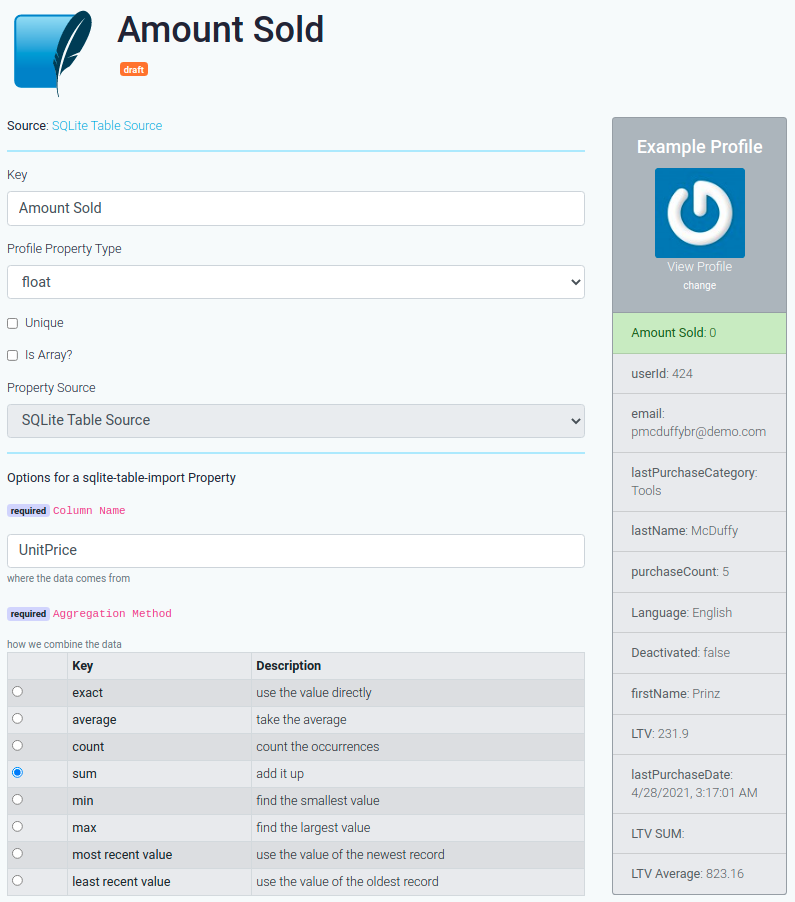 Amount Sold
draft
Source: SQLite Table Source
Key
Amount Sold
Profile Property Type
float
Unique
Is Array?
Property Source
SQLite Table Source
Options for a sqlite-table-import Property
required Column Name
UnitPrice
where the data comes from
required Aggregation Method
how we combine the data
Key Description
exact use the value directly
average take the average
count count the occurrences
sum add it up
min find the smallest value
max find the largest value
most recent value use the value of the newest record
least recent value use the value of the oldest record
Example Profile
View Profile
change
Amount Sold: 0
userId: 424
email:
pmcduffybr@demo.com
lastPurchaseCategory:
Tools
lastName: McDuffy
purchaseCount: 5
Language: English
Deactivated: false
firstName: Prinz
LTV: 231.9
lastPurchaseDate:
4/28/2021, 3:17:01 AM
LTV SUM:
LTV Average: 823.16